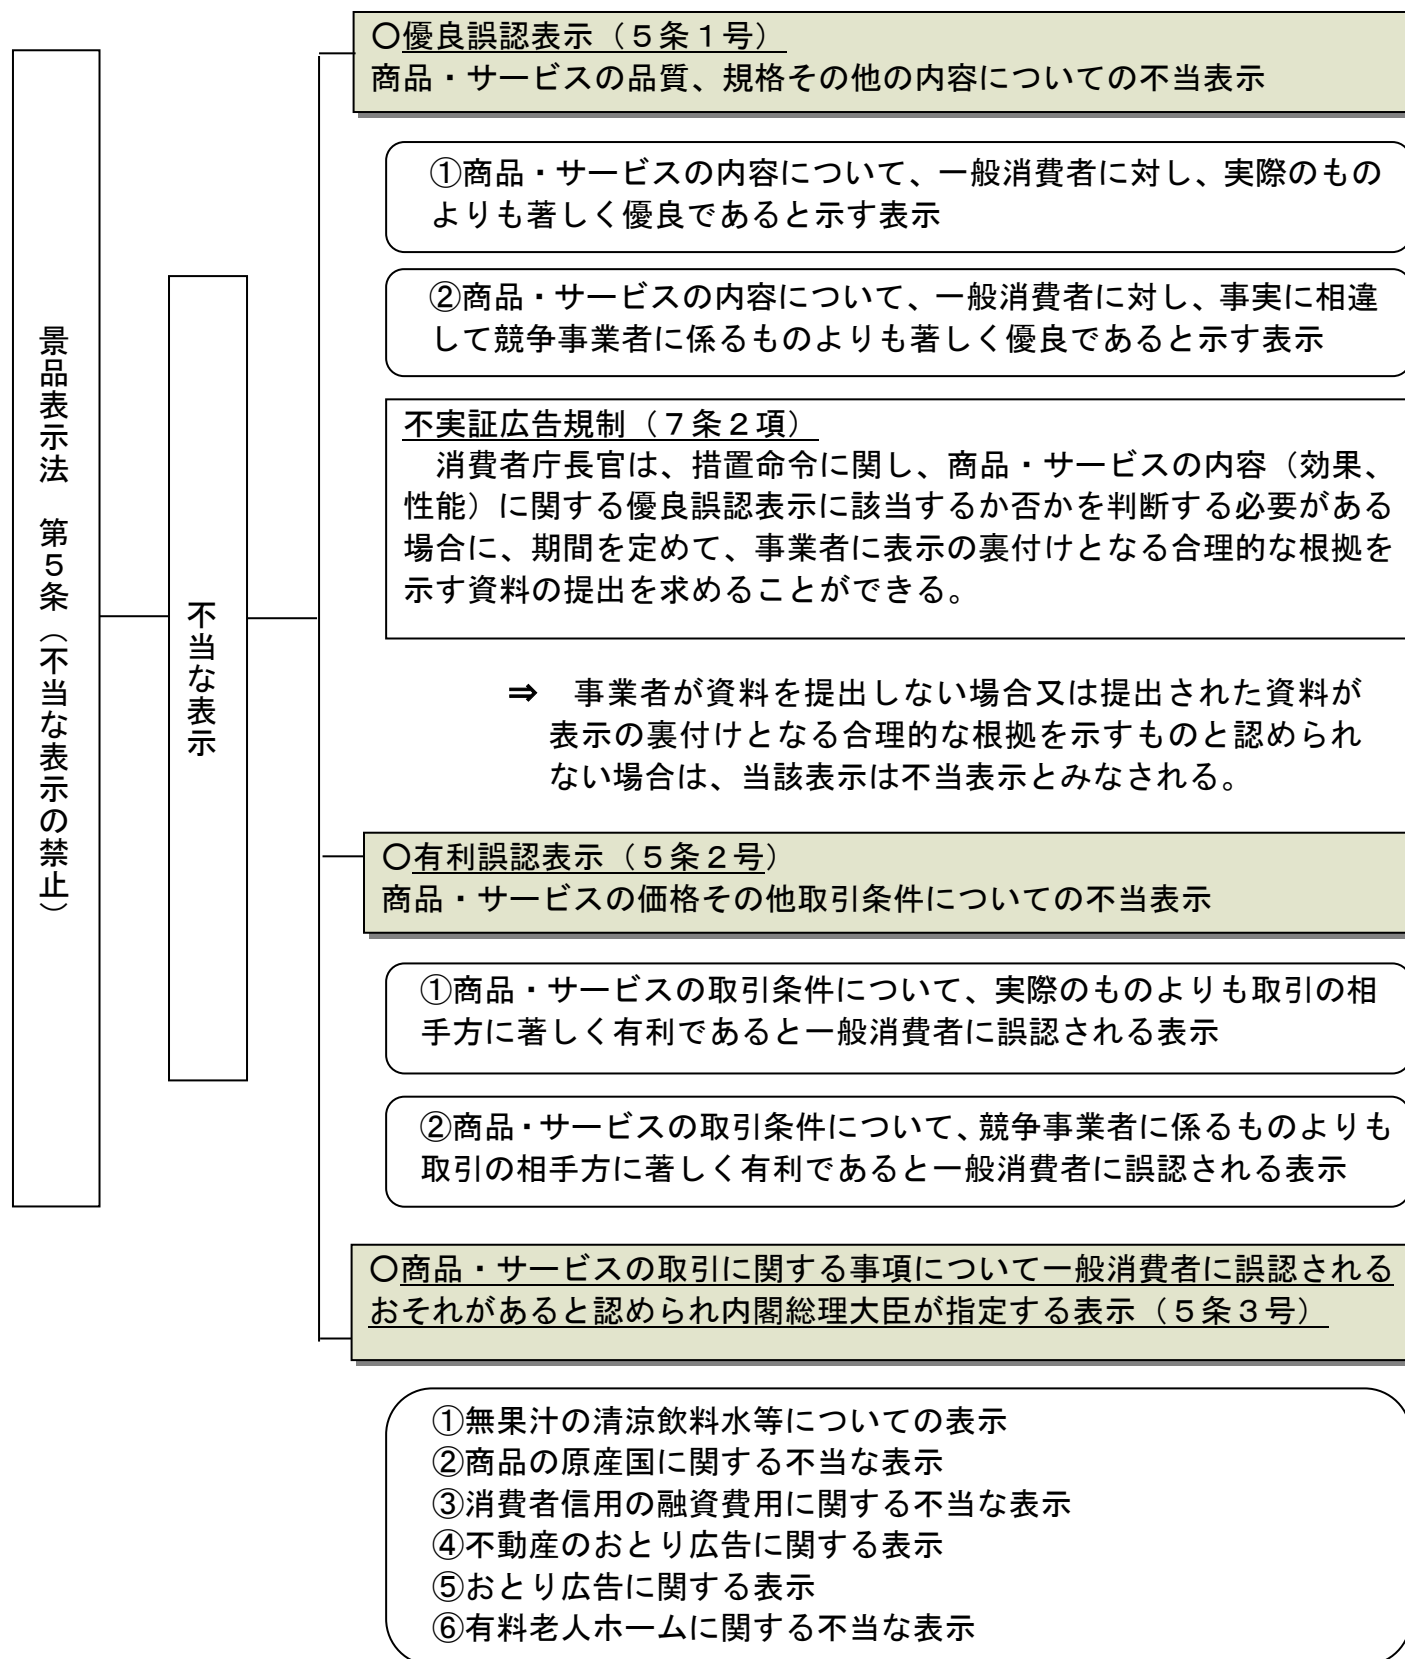 景品表示法 第5条(不当な表示の禁止)
不当な表示
○優良誤認表示(5条1号)
商品・サービスの品質、規格その他の内容についての不当表示
①商品・サービスの内容について、一般消費者に対し、実際のもの
よりも著しく優良であると示す表示
②商品・サービスの内容について、一般消費者に対し、事実に相違
して競争事業者に係るものよりも著しく優良であると示す表示
不実証広告規制(7条2項)
消費者庁長官は、措置命令に関し、商品・サービスの内容(効果、
性能)に関する優良誤認表示に該当するか否かを判断する必要がある
場合に、期間を定めて、事業者に表示の裏付けとなる合理的な根拠を
示す資料の提出を求めることができる。
⇒ 事業者が資料を提出しない場合又は提出された資料が
表示の裏付けとなる合理的な根拠を示すものと認められ
ない場合は、当該表示は不当表示とみなされる。
○有利誤認表示(5条2号)
商品・サービスの価格その他取引条件についての不当表示
①商品・サービスの取引条件について、実際のものよりも取引の相
手方に著しく有利であると一般消費者に誤認される表示
②商品・サービスの取引条件について、競争事業者に係るものよりも
取引の相手方に著しく有利であると一般消費者に誤認される表示
○商品・サービスの取引に関する事項について一般消費者に誤認される
おそれがあると認められ内閣総理大臣が指定する表示(5条3号)
①無果汁の清涼飲料水等についての表示
②商品の原産国に関する不当な表示
③消費者信用の融資費用に関する不当な表示
④不動産のおとり広告に関する表示
⑤おとり広告に関する表示
⑥有料老人ホームに関する不当な表示